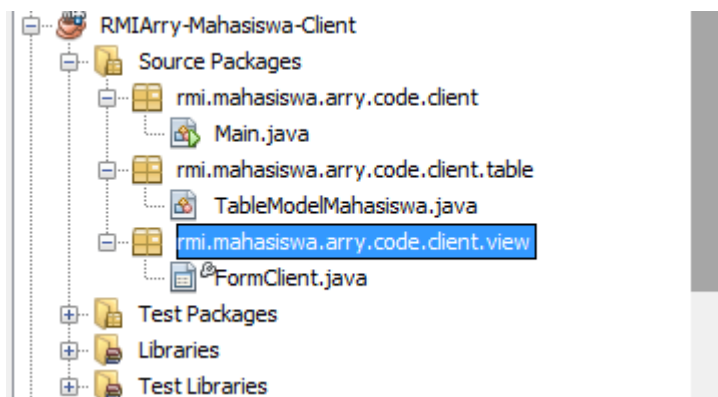 RMIArry-Mahasiswa-Client
Source Packages
rmi.mahasiswa.arry.code.client
Main.java
rmi.mahasiswa.arry.code.client.table
TableModelMahasiswa.java
rmi.mahasiswa.arry.code.client.view
FormClient.java
Test Packages
Libraries
Test Libraries